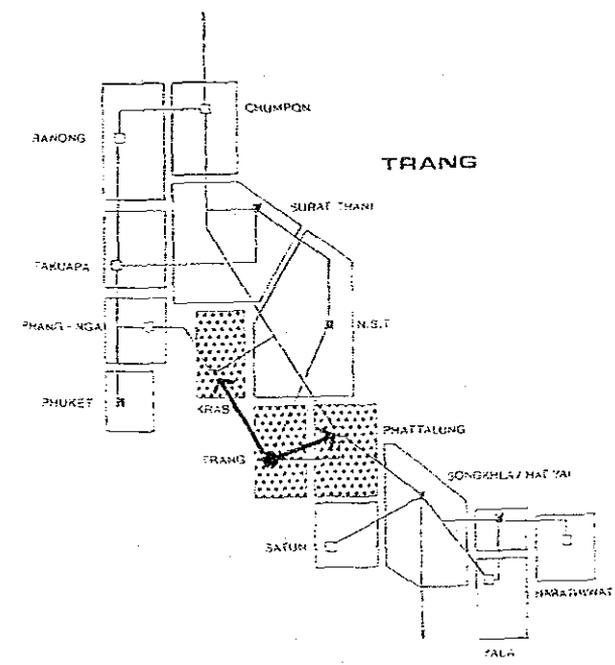 CHUMPON
RANONG
TRANG
SURAT THANI
TAKUAPA
PHANG - NGA
N.S.T
PHUKET
KRABI
PHATTALUNG
TRANG
SONGKHLA / HAT YAI
SATUN
NARATHIWAT
YALA